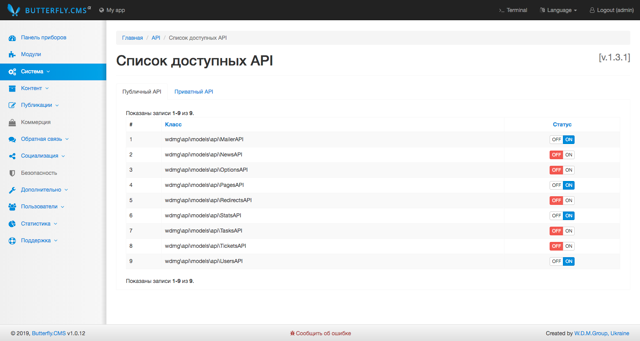 BUTTERFLY.CMS My app Terminal Language Logout (admin)
Панель приборов
Модули
Система
Контент
Публикации
Коммерция
Обратная связь
Социализация
Безопасность
Дополнительно
Пользователи
Статистика
Поддержка
Главная / API / Список доступных API
Список доступных API [v.1.3.1]
Публичный API Приватный API
Показаны записи 1-9 из 9.
# Класс Статус
1 wdmg\api\models\api\MailerAPI OFF ON
2 wdmg\api\models\api\NewsAPI OFF ON
3 wdmg\api\models\api\OptionsAPI OFF ON
4 wdmg\api\models\api\PagesAPI OFF ON
5 wdmg\api\models\api\RedirectsAPI OFF ON
6 wdmg\api\models\api\StatsAPI OFF ON
7 wdmg\api\models\api\TasksAPI OFF ON
8 wdmg\api\models\api\TicketsAPI OFF ON
9 wdmg\api\models\api\UsersAPI OFF ON
Показаны записи 1-9 из 9.
© 2019, Butterfly.CMS v1.0.12 Сообщить об ошибке Created by W.D.M.Group, Ukraine